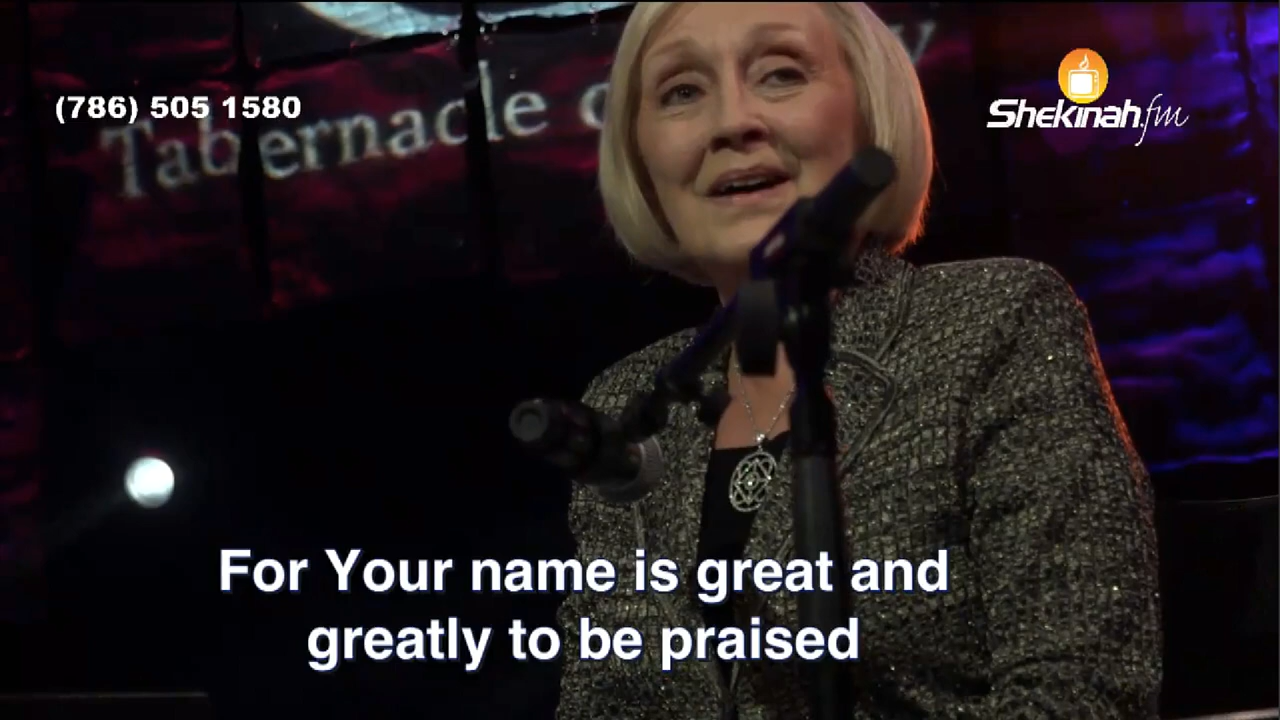 (786) 505 1580
Shekinah.fm
Tabernacle
For Your name is great and
greatly to be praised